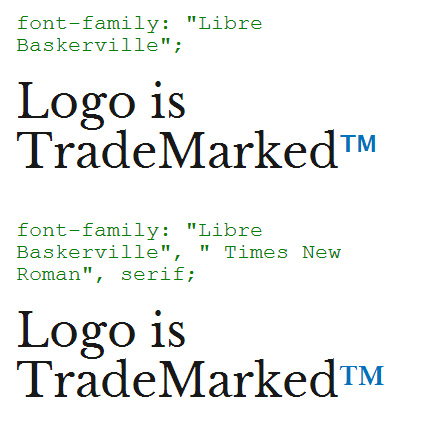 font-family: "Libre
Baskerville";
Logo is
TradeMarked™
font-family: "Libre
Baskerville", " Times New
Roman", serif;
Logo is
TradeMarked™